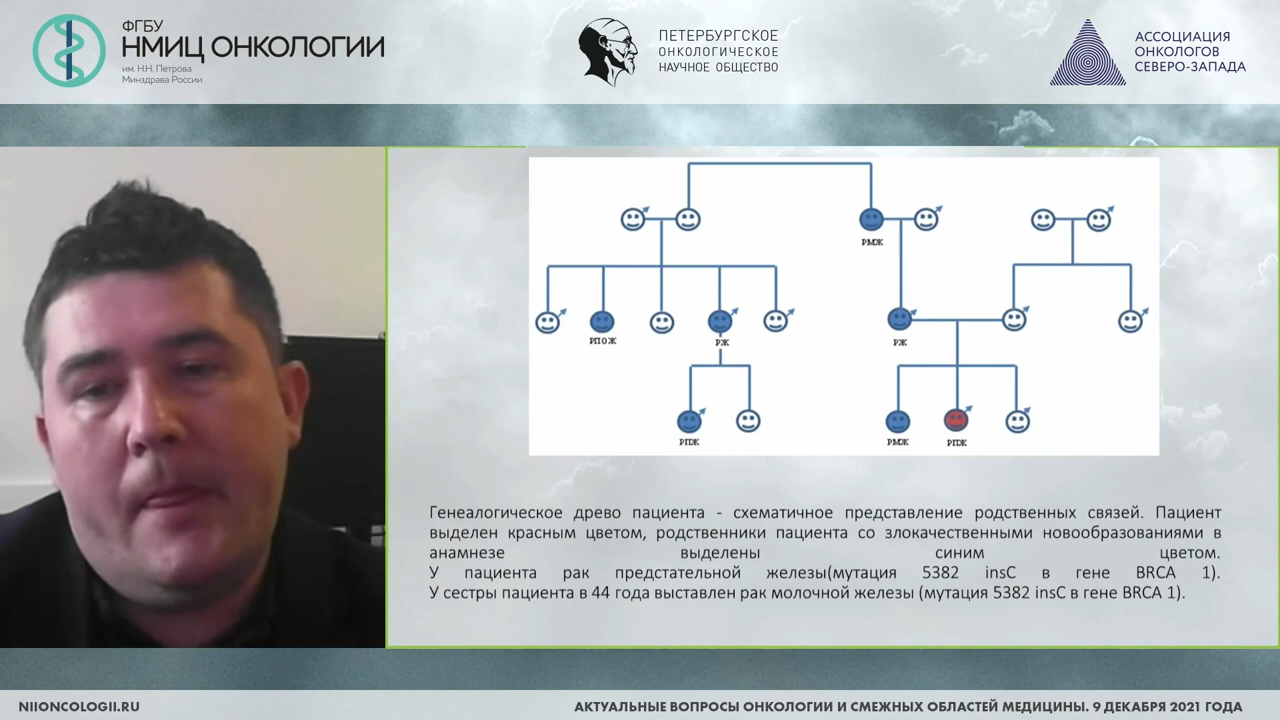 ФГБУ
НМИЦ ОНКОЛОГИИ
им. Н.Н. Петрова
Минздрава России
ПЕТЕРБУРГСКОЕ
ОНКОЛОГИЧЕСКОЕ
НАУЧНОЕ ОБЩЕСТВО
АССОЦИАЦИЯ
ОНКОЛОГОВ
СЕВЕРО-ЗАПАДА
РМЖ
РПОЖ
РЖ
РЖ
РПЖ
РМЖ
РПЖ
Генеалогическое древо пациента - схематичное представление родственных связей. Пациент
выделен красным цветом, родственники пациента со злокачественными новообразованиями в
анамнезе выделены синим цветом.
У пациента рак предстательной железы(мутация 5382 insC в гене BRCA 1).
У сестры пациента в 44 года выставлен рак молочной железы (мутация 5382 insC в гене BRCA 1).
NIIONCOLOGII.RU
АКТУАЛЬНЫЕ ВОПРОСЫ ОНКОЛОГИИ И СМЕЖНЫХ ОБЛАСТЕЙ МЕДИЦИНЫ. 9 ДЕКАБРЯ 2021 ГОДА